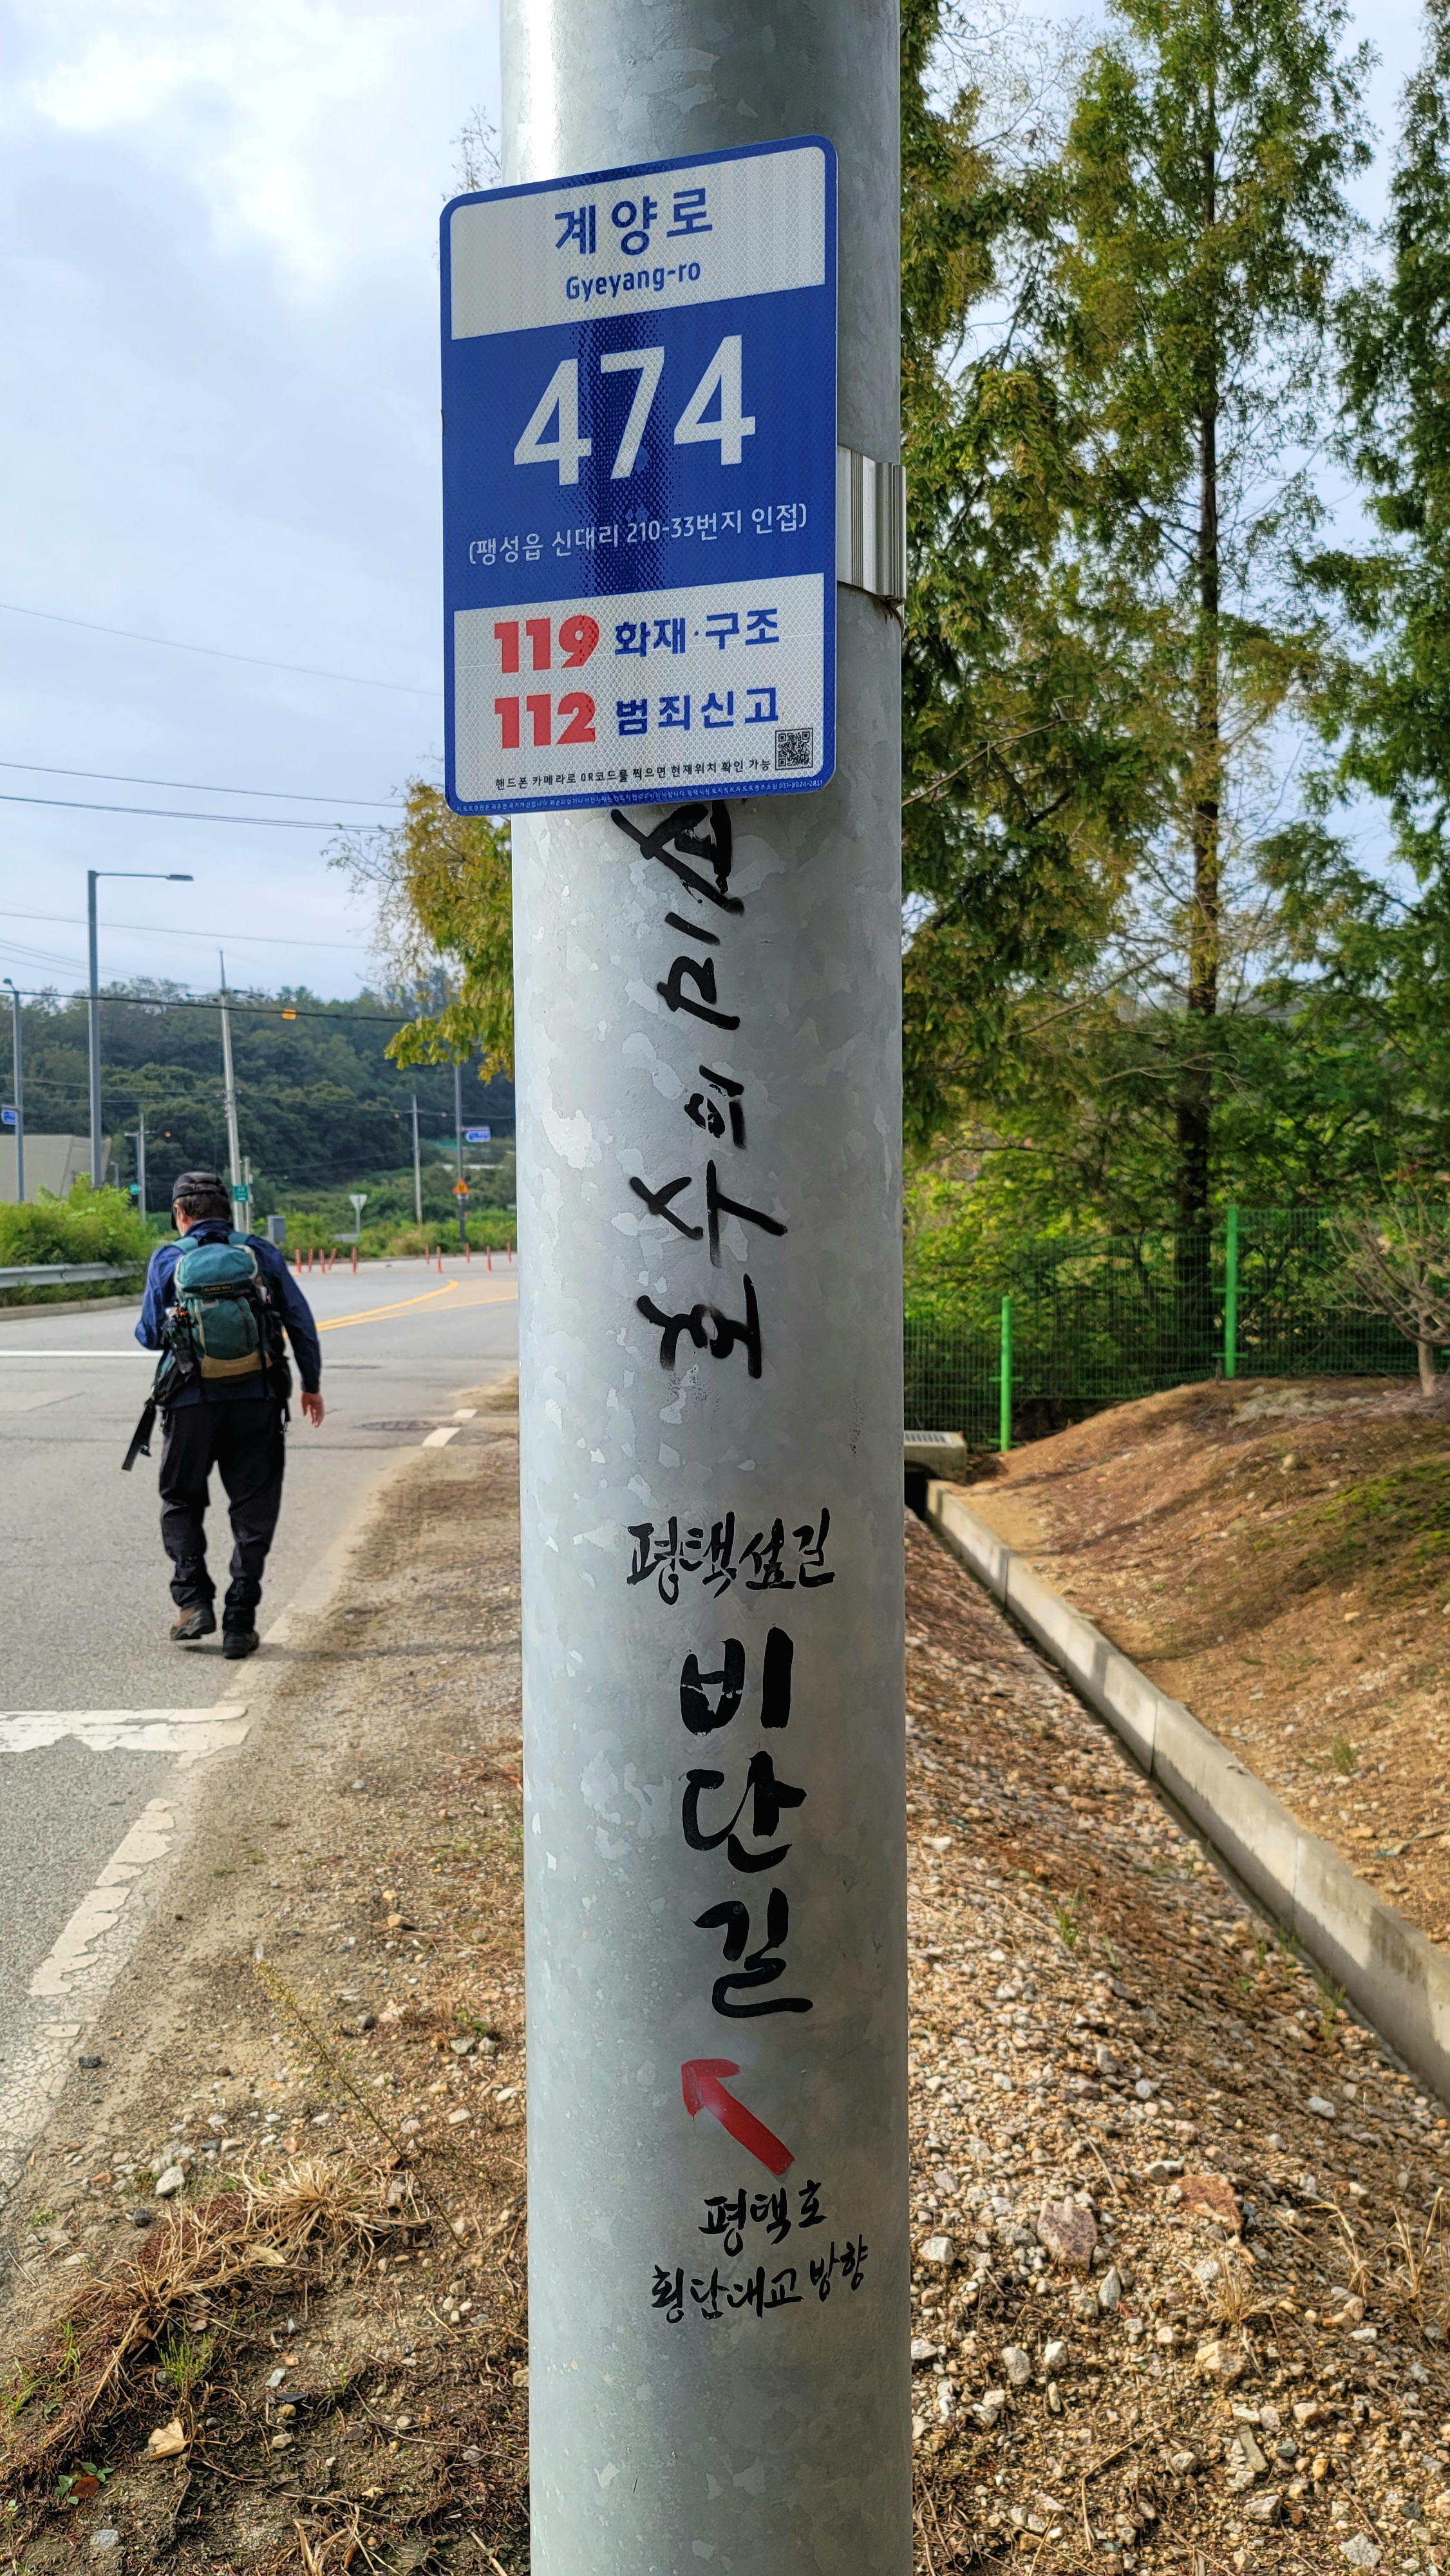 계양로
Gyeyang-ro
474
(팽성읍 신대리 210-33번지 인접)
119 화재·구조
112 범죄신고
핸드폰 카메라로 QR코드를 찍으면 현재위치 확인 가능
호수의
평택섶길
비단길
평택호
횡단대교 방향